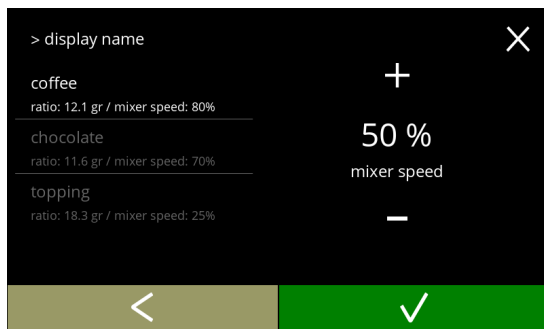 > display name
coffee
ratio: 12.1 gr / mixer speed: 80%
chocolate
ratio: 11.6 gr / mixer speed: 70%
topping
ratio: 18.3 gr / mixer speed: 25%
50 %
mixer speed